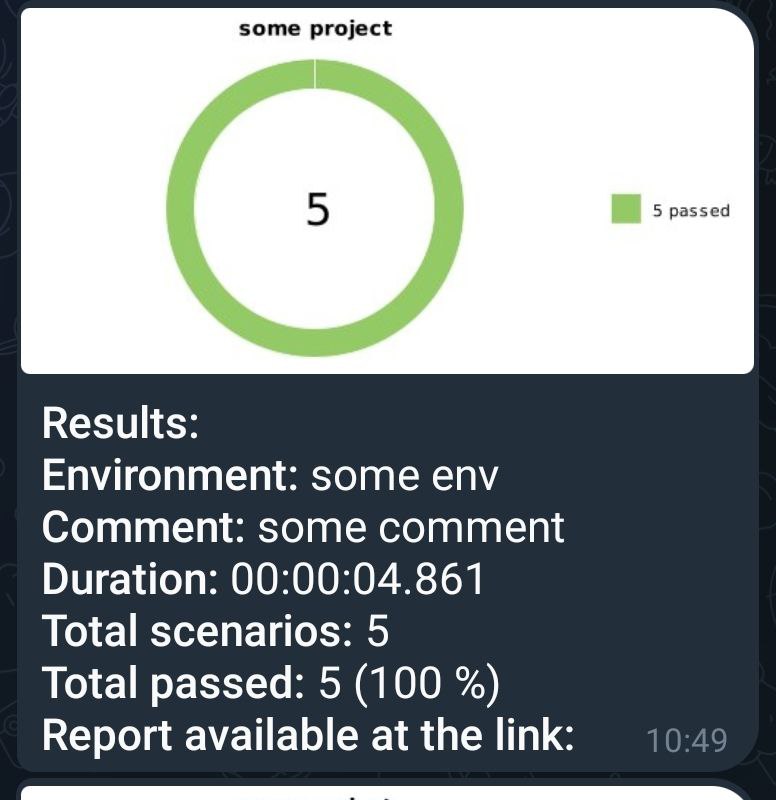 some project
5
5 passed
Results:
Environment: some env
Comment: some comment
Duration: 00:00:04.861
Total scenarios: 5
Total passed: 5 (100 %)
Report available at the link:
10:49